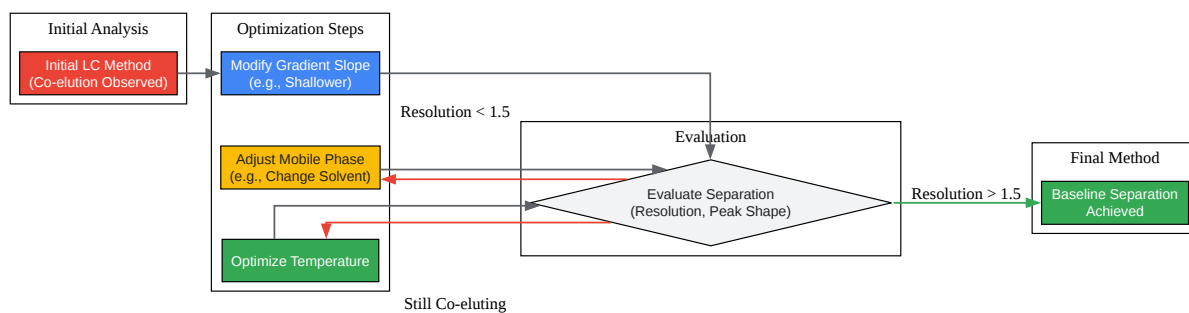 Initial Analysis
Initial LC Method
(Co-elution Observed)
Optimization Steps
Modify Gradient Slope
(e.g., Shallower)
Resolution < 1.5
Adjust Mobile Phase
(e.g., Change Solvent)
Optimize Temperature
Still Co-eluting
Evaluation
Evaluate Separation
(Resolution, Peak Shape)
Resolution > 1.5
Final Method
Baseline Separation
Achieved